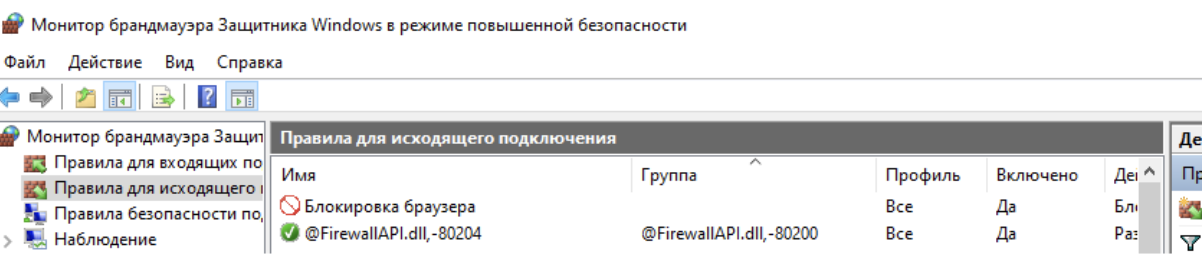 Монитор брандмауэра Защитника Windows в режиме повышенной безопасности
Файл Действие Вид Справка
Монитор брандмауэра Защит
Правила для входящих по
Правила для исходящего
Правила безопасности по
Наблюдение
Правила для исходящего подключения
Имя Группа Профиль Включено Де
Блокировка браузера Все Да Бл
@FirewallAPI.dll,-80204 @FirewallAPI.dll,-80200 Все Да Раз
Де
Пр